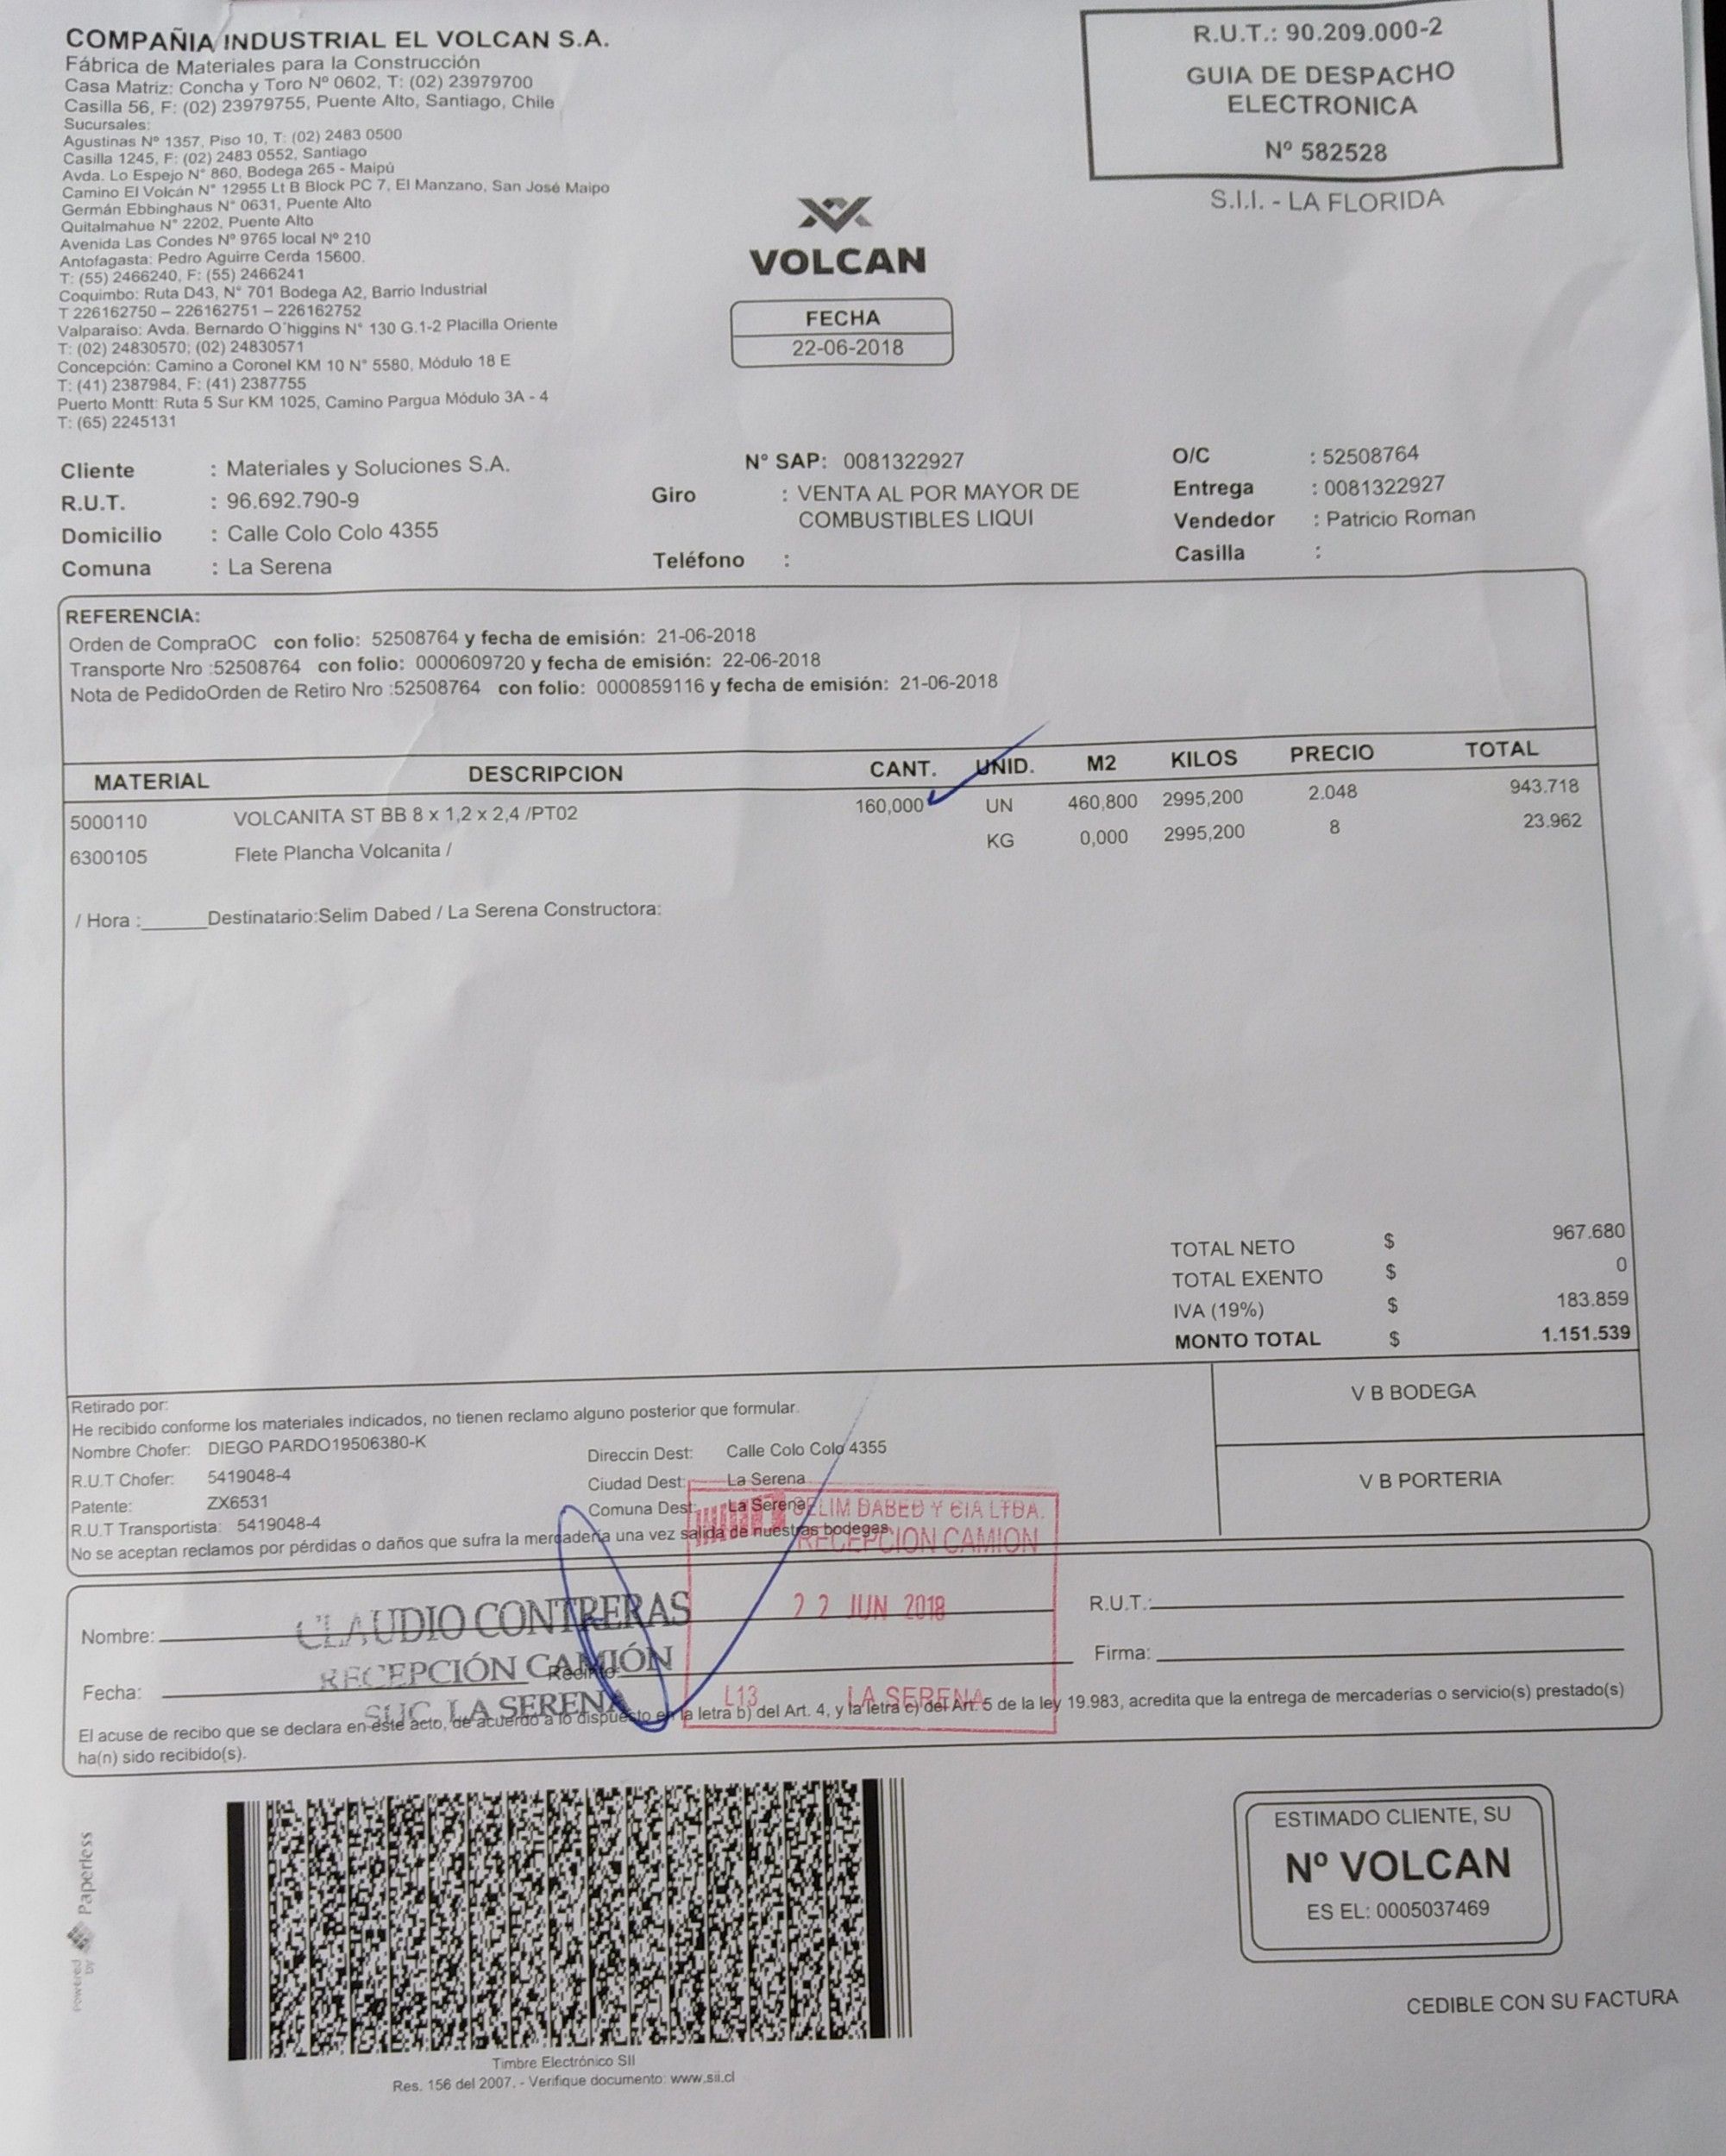 COMPAÑIA INDUSTRIAL EL VOLCAN S.A.
Fábrica de Materiales para la Construcción
Casa Matriz: Concha y Toro Nº 0602, T: (02) 23979700
Casilla 56, F: (02) 23979755, Puente Alto, Santiago, Chile
Sucursales:
Agustinas Nº 1357, Piso 10, T: (02) 2483 0500
Casilla 1245, F: (02) 2483 0552, Santiago
Avda. Lo Espejo N° 860, Bodega 265 - Maipú
Camino El Volcán N° 12955 Lt B Block PC 7, El Manzano, San José Maipo
Germán Ebbinghaus N° 0631, Puente Alto
Quitalmahue N° 2202, Puente Alto
Avenida Las Condes Nº 9765 local Nº 210
Antofagasta: Pedro Aguirre Cerda 15600.
T: (55) 2466240, F: (55) 2466241
Coquimbo: Ruta D43, N° 701 Bodega A2, Barrio Industrial
T 226162750 – 226162751 – 226162752
Valparaíso: Avda. Bernardo O´higgins N° 130 G.1-2 Placilla Oriente
T: (02) 24830570; (02) 24830571
Concepción: Camino a Coronel KM 10 N° 5580, Módulo 18 E
T: (41) 2387984, F: (41) 2387755
Puerto Montt: Ruta 5 Sur KM 1025, Camino Pargua Módulo 3A - 4
T: (65) 2245131
R.U.T.: 90.209.000-2
GUIA DE DESPACHO
ELECTRONICA
Nº 582528
S.I.I. - LA FLORIDA
VOLCAN
FECHA
22-06-2018
Cliente : Materiales y Soluciones S.A.
R.U.T. : 96.692.790-9
Domicilio : Calle Colo Colo 4355
Comuna : La Serena
N° SAP: 0081322927
Giro : VENTA AL POR MAYOR DE
COMBUSTIBLES LIQUI
Teléfono :
O/C : 52508764
Entrega : 0081322927
Vendedor : Patricio Roman
Casilla :
REFERENCIA:
Orden de CompraOC con folio: 52508764 y fecha de emisión: 21-06-2018
Transporte Nro :52508764 con folio: 0000609720 y fecha de emisión: 22-06-2018
Nota de PedidoOrden de Retiro Nro :52508764 con folio: 0000859116 y fecha de emisión: 21-06-2018
MATERIAL DESCRIPCION CANT. UNID. M2 KILOS PRECIO TOTAL
5000110 VOLCANITA ST BB 8 x 1,2 x 2,4 /PT02 160,000 UN 460,800 2995,200 2.048 943.718
6300105 Flete Plancha Volcanita / KG 0,000 2995,200 8 23.962
/ Hora :______Destinatario:Selim Dabed / La Serena Constructora:
TOTAL NETO $ 967.680
TOTAL EXENTO $ 0
IVA (19%) $ 183.859
MONTO TOTAL $ 1.151.539
Retirado por:
He recibido conforme los materiales indicados, no tienen reclamo alguno posterior que formular.
Nombre Chofer: DIEGO PARDO19506380-K
R.U.T Chofer: 5419048-4
Patente: ZX6531
R.U.T Transportista: 5419048-4
Direccin Dest: Calle Colo Colo 4355
Ciudad Dest: La Serena
Comuna Dest: La Serena
No se aceptan reclamos por pérdidas o daños que sufra la mercadería una vez salida de nuestras bodegas.
V B BODEGA
V B PORTERIA
SELIM DABED Y CIA LTDA.
RECEPCION CAMION
22 JUN 2018
L13 LA SERENA
CLAUDIO CONTRERAS
RECEPCIÓN CAMIÓN
SUC. LA SERENA
Nombre:
R.U.T.:
Fecha:
Recinto:
Firma:
El acuse de recibo que se declara en este acto, de acuerdo a lo dispuesto en la letra b) del Art. 4, y la letra c) del Art. 5 de la ley 19.983, acredita que la entrega de mercaderías o servicio(s) prestado(s)
ha(n) sido recibido(s).
Powered by Paperless
Timbre Electrónico SII
Res. 156 del 2007. - Verifique documento: www.sii.cl
ESTIMADO CLIENTE, SU
Nº VOLCAN
ES EL: 0005037469
CEDIBLE CON SU FACTURA